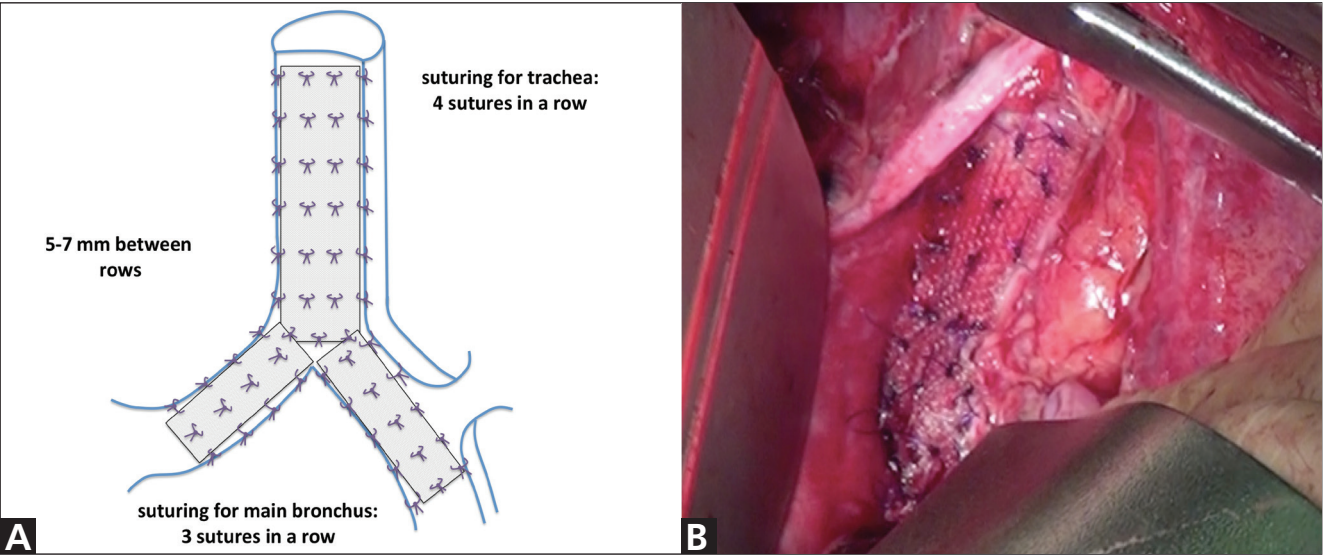 suturing for trachea:
4 sutures in a row
5-7 mm between
rows
suturing for main bronchus:
3 sutures in a row
A
B